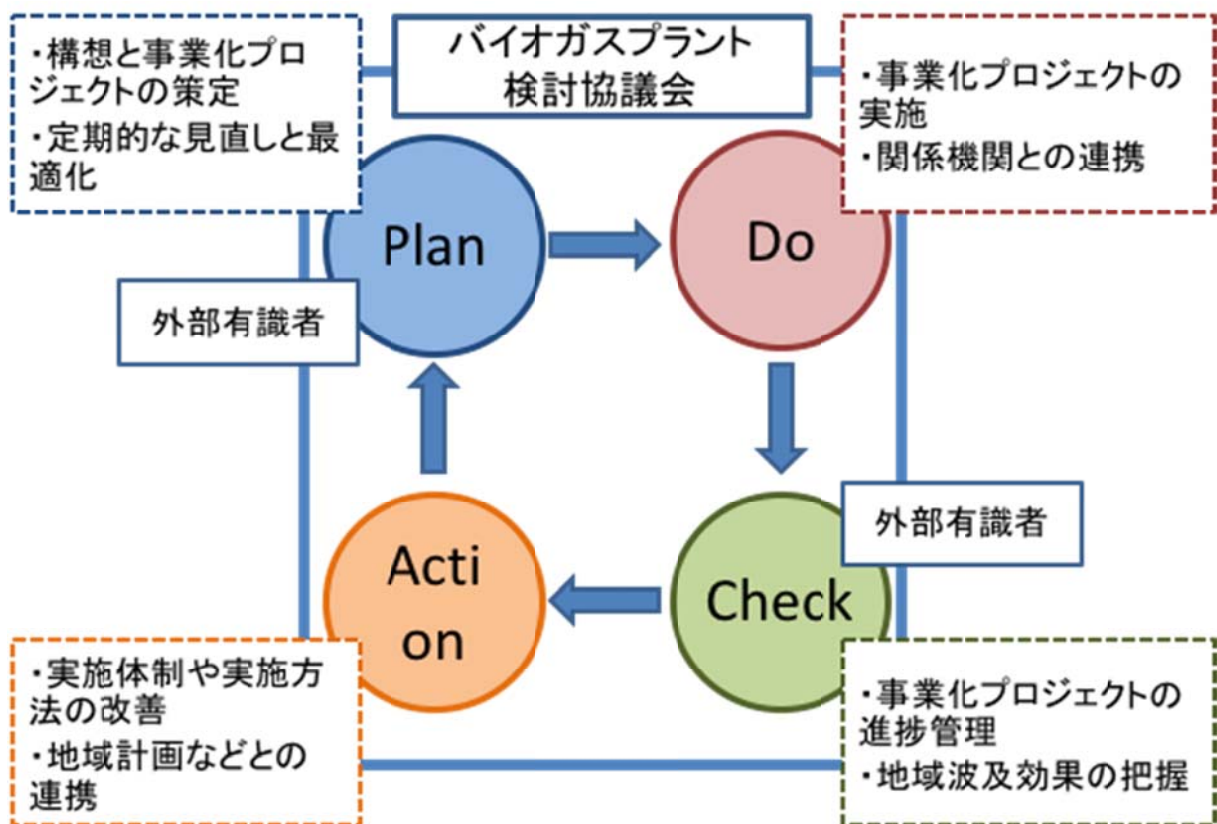 ・構想と事業化プロ
ジェクトの策定
・定期的な見直しと最
適化
バイオガスプラント
検討協議会
・事業化プロジェクトの
実施
・関係機関との連携
Plan
Do
外部有識者
外部有識者
Acti
on
Check
・実施体制や実施方
法の改善
・地域計画などとの
連携
・事業化プロジェクトの
進捗管理
・地域波及効果の把握